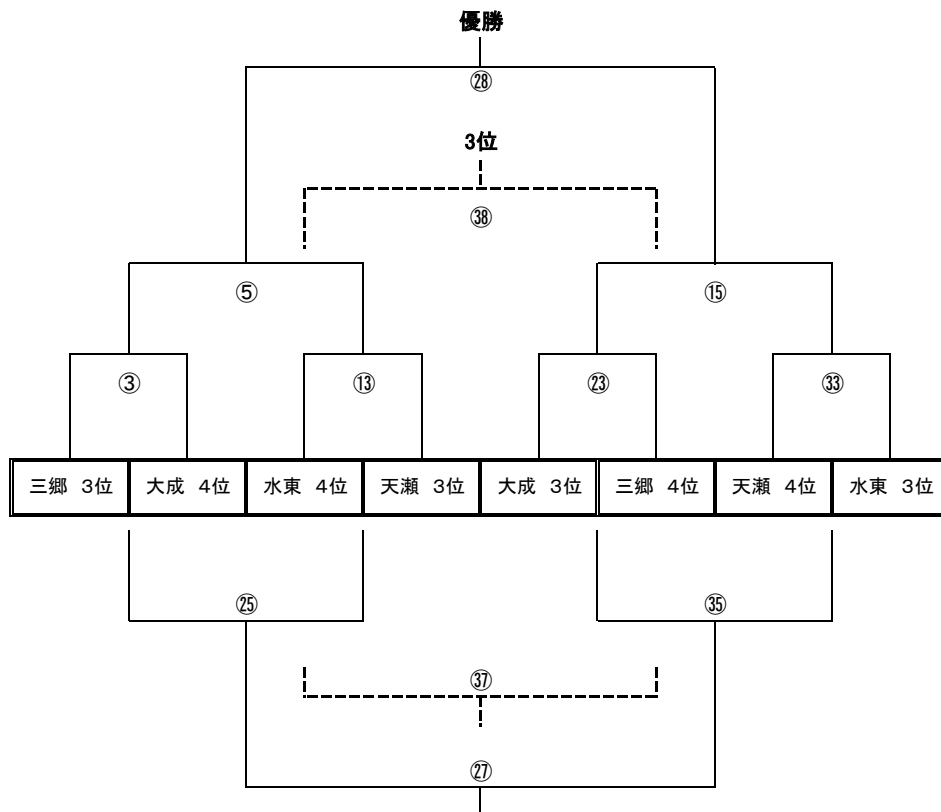 優勝
㉘
3位
㊳
⑤ ⑮
③ ⑬ ㉓ ㉝
三郷 3位 大成 4位 水東 4位 天瀬 3位 大成 3位 三郷 4位 天瀬 4位 水東 3位
㉕ ㉟
㊲
㉗